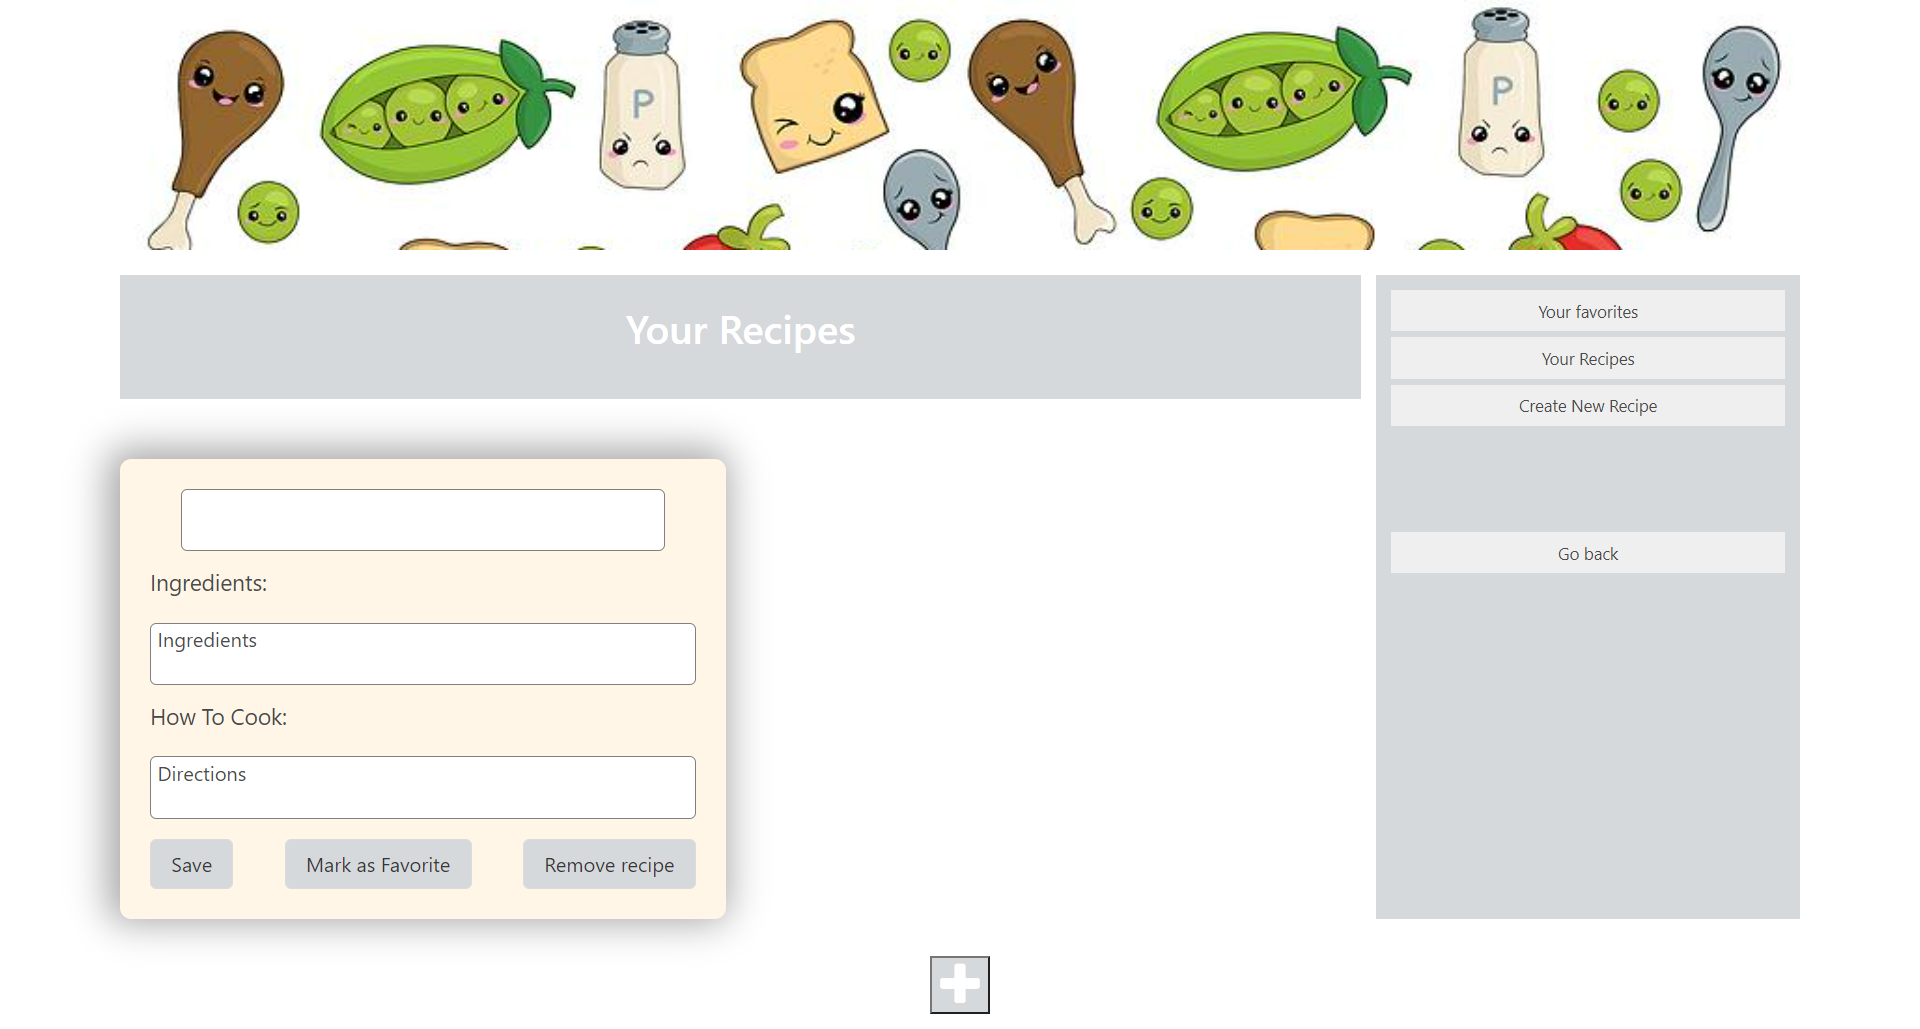 P
P
Your Recipes
Your favorites
Your Recipes
Create New Recipe
Go back
Ingredients:
Ingredients
How To Cook:
Directions
Save
Mark as Favorite
Remove recipe